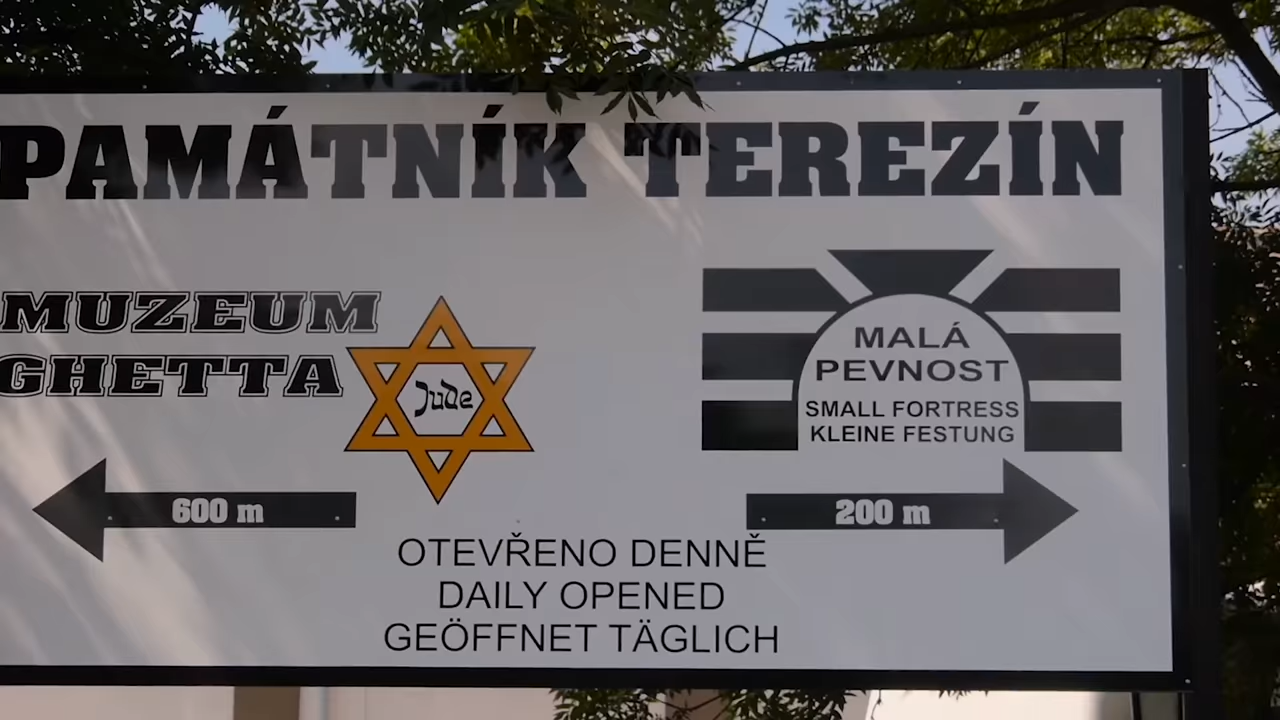 PAMÁTNÍK TEREZÍN
MUZEUM
GHETTA
Jude
600 m
MALÁ
PEVNOST
SMALL FORTRESS
KLEINE FESTUNG
200 m
OTEVŘENO DENNĚ
DAILY OPENED
GEÖFFNET TÄGLICH